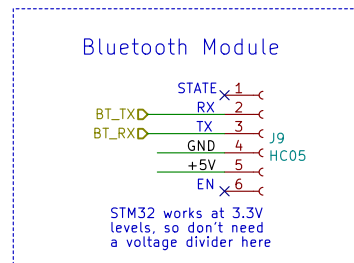 Bluetooth Module
STATE 1
BT_TX RX 2
BT_RX TX 3
GND 4
+5V 5
EN 6
J9
HC05
STM32 works at 3.3V
levels, so don't need
a voltage divider here